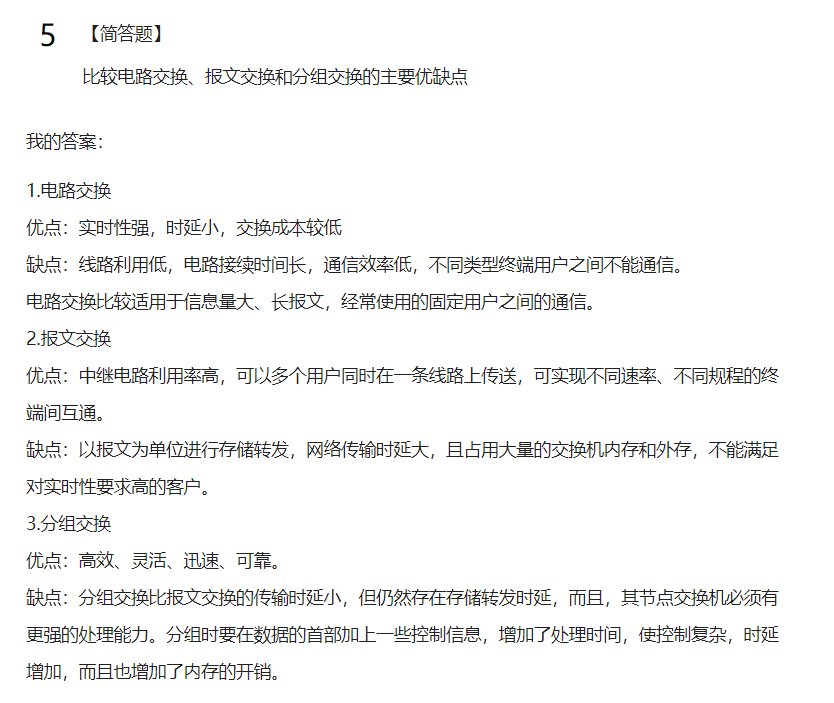 5 【简答题】
比较电路交换、报文交换和分组交换的主要优缺点
我的答案：
1.电路交换
优点：实时性强，时延小，交换成本较低
缺点：线路利用低，电路接续时间长，通信效率低，不同类型终端用户之间不能通信。
电路交换比较适用于信息量大、长报文，经常使用的固定用户之间的通信。
2.报文交换
优点：中继电路利用率高，可以多个用户同时在一条线路上传送，可实现不同速率、不同规程的终
端间互通。
缺点：以报文为单位进行存储转发，网络传输时延大，且占用大量的交换机内存和外存，不能满足
对实时性要求高的客户。
3.分组交换
优点：高效、灵活、迅速、可靠。
缺点：分组交换比报文交换的传输时延小，但仍然存在存储转发时延，而且，其节点交换机必须有
更强的处理能力。分组时要在数据的首部加上一些控制信息，增加了处理时间，使控制复杂，时延
增加，而且也增加了内存的开销。